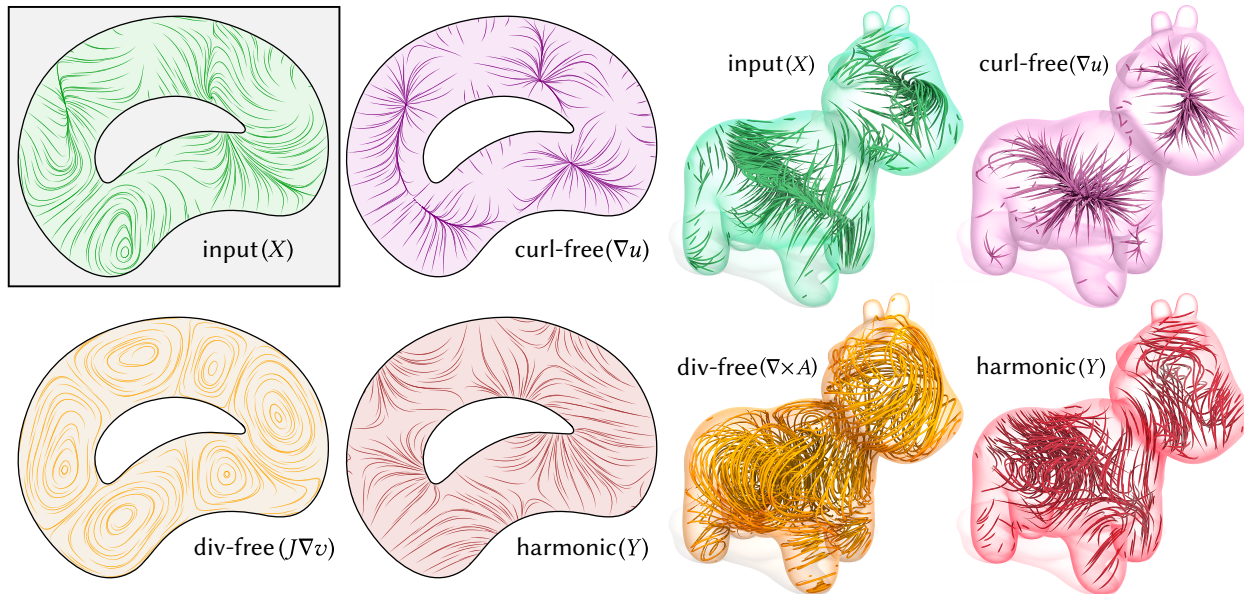 input(X)
curl-free(∇u)
input(X)
curl-free(∇u)
div-free(J∇v)
harmonic(Y)
div-free(∇×A)
harmonic(Y)